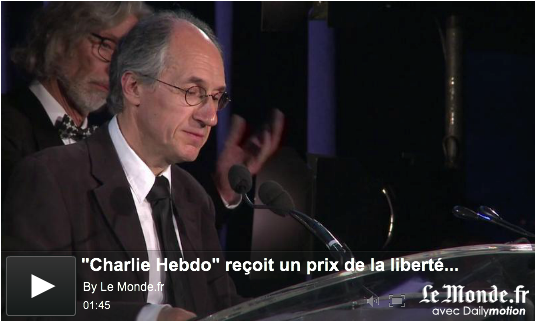 "Charlie Hebdo" reçoit un prix de la liberté...
By Le Monde.fr
01:45
Le Monde.fr
avec Dailymotion